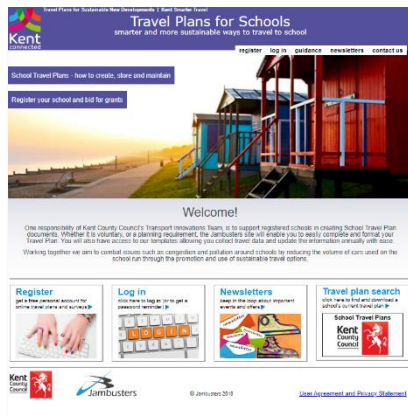 Travel Plans for Sustainable New Developments | Kent Smarter Travel
Travel Plans for Schools
smarter and more sustainable ways to travel to school
Kent
connected
register log in guidance newsletters contact us
School Travel Plans - how to create, store and maintain
Register your school and bid for grants
Welcome!
One responsibility of Kent County Council's Transport Innovations Team, is to support registered schools in creating School Travel Plan
documents. Whether it is voluntary, or a planning requirement, the Jambusters site will enable you to easily complete and format your
Travel Plan. You will also have access to our templates allowing you collect travel data and update the information annually with ease.
Working together we aim to combat issues such as congestion and pollution around schools by reducing the volume of cars used on the
school run through the promotion and use of sustainable travel options.
Register
get a free personal account for
online travel plans and surveys
Log in
click here to log in (or to get a
password reminder)
LOGIN
Newsletters
keep in the loop about important
events and offers
Newsletters
Travel plan search
click here to find and download a
school's current travel plan
School Travel Plans
Kent
County
Council
Kent
County
Council
Jambusters
© Jambusters 2016
User Agreement and Privacy Statement